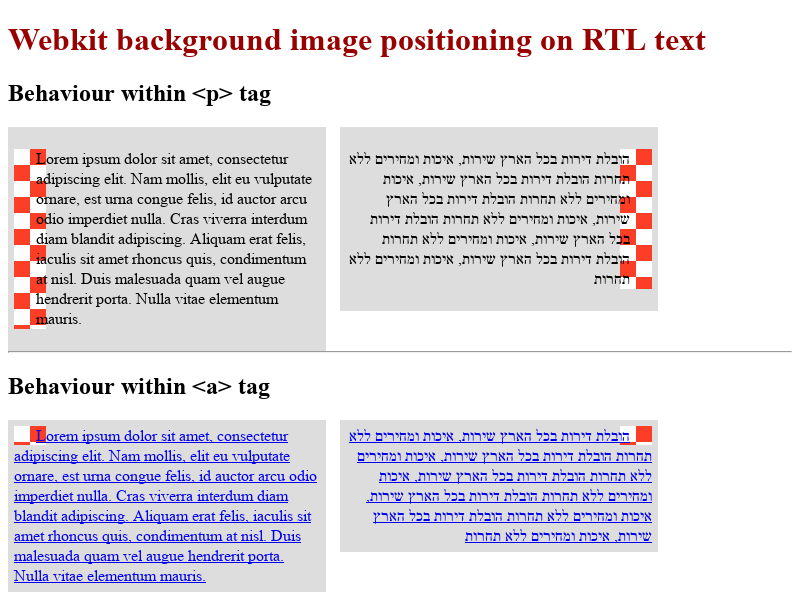 Webkit background image positioning on RTL text
Behaviour within <p> tag
Lorem ipsum dolor sit amet, consectetur
adipiscing elit. Nam mollis, elit eu vulputate
ornare, est urna congue felis, id auctor arcu
odio imperdiet nulla. Cras viverra interdum
diam blandit adipiscing. Aliquam erat felis,
iaculis sit amet rhoncus quis, condimentum
at nisl. Duis malesuada quam vel augue
hendrerit porta. Nulla vitae elementum
mauris.
הובלת דירות בכל הארץ שירות, איכות ומחירים ללא
תחרות הובלת דירות בכל הארץ שירות, איכות
ומחירים ללא תחרות הובלת דירות בכל הארץ
שירות, איכות ומחירים ללא תחרות הובלת דירות
בכל הארץ שירות, איכות ומחירים ללא תחרות
הובלת דירות בכל הארץ שירות, איכות ומחירים ללא
תחרות
Behaviour within <a> tag
Lorem ipsum dolor sit amet, consectetur
adipiscing elit. Nam mollis, elit eu vulputate
ornare, est urna congue felis, id auctor arcu odio
imperdiet nulla. Cras viverra interdum diam
blandit adipiscing. Aliquam erat felis, iaculis sit
amet rhoncus quis, condimentum at nisl. Duis
malesuada quam vel augue hendrerit porta.
Nulla vitae elementum mauris.
הובלת דירות בכל הארץ שירות, איכות ומחירים ללא
תחרות הובלת דירות בכל הארץ שירות, איכות ומחירים
ללא תחרות הובלת דירות בכל הארץ שירות, איכות
ומחירים ללא תחרות הובלת דירות בכל הארץ שירות,
איכות ומחירים ללא תחרות הובלת דירות בכל הארץ
שירות, איכות ומחירים ללא תחרות